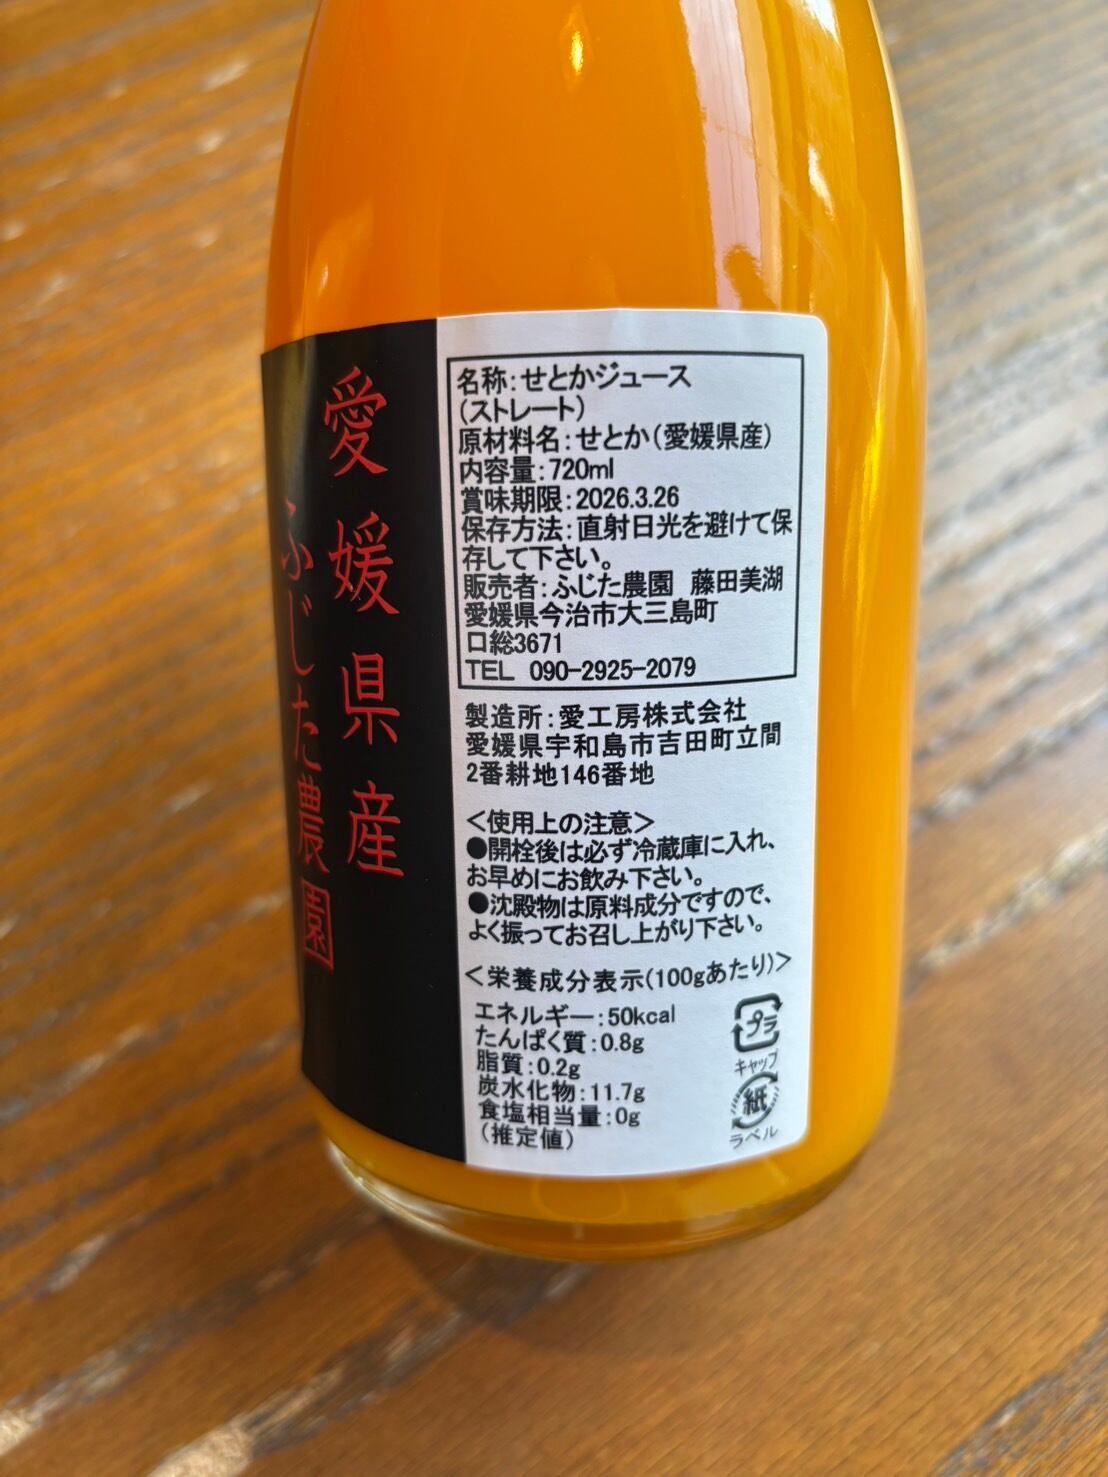 愛媛県産
ふじた農園
名称：せとかジュース
（ストレート）
原材料名：せとか（愛媛県産）
内容量：720ml
賞味期限：2026.3.26
保存方法：直射日光を避けて保
存して下さい。
販売者：ふじた農園　藤田美湖
愛媛県今治市大三島町
口総3671
TEL 090-2925-2079
製造所：愛工房株式会社
愛媛県宇和島市吉田町立間
2番耕地146番地
＜使用上の注意＞
●開栓後は必ず冷蔵庫に入れ、
お早めにお飲み下さい。
●沈殿物は原料成分ですので、
よく振ってお召し上がり下さい。
＜栄養成分表示(100gあたり)＞
エネルギー：50kcal
たんぱく質：0.8g
脂質：0.2g
炭水化物：11.7g
食塩相当量：0g
（推定値）
プラ
キャップ
紙
ラベル